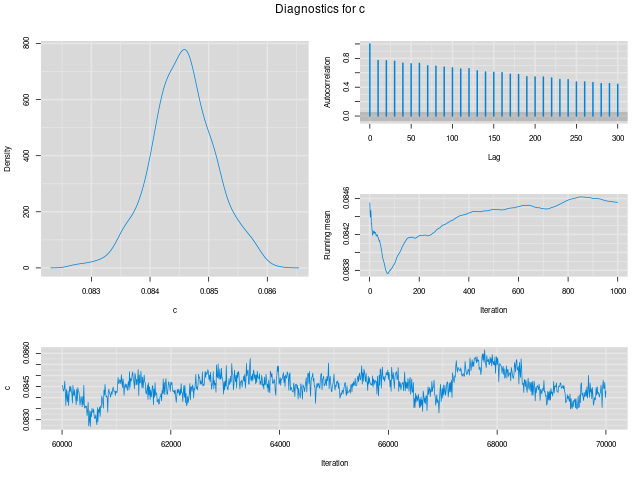 Diagnostics for c
Density
0 200 400 600 800
0.083 0.084 0.085 0.086
c
Autocorrelation
0.0 0.4 0.8
0 50 100 150 200 250 300
Lag
Running mean
0.0838 0.0842 0.0846
0 200 400 600 800 1000
Iteration
c
0.0830 0.0845 0.0860
60000 62000 64000 66000 68000 70000
Iteration